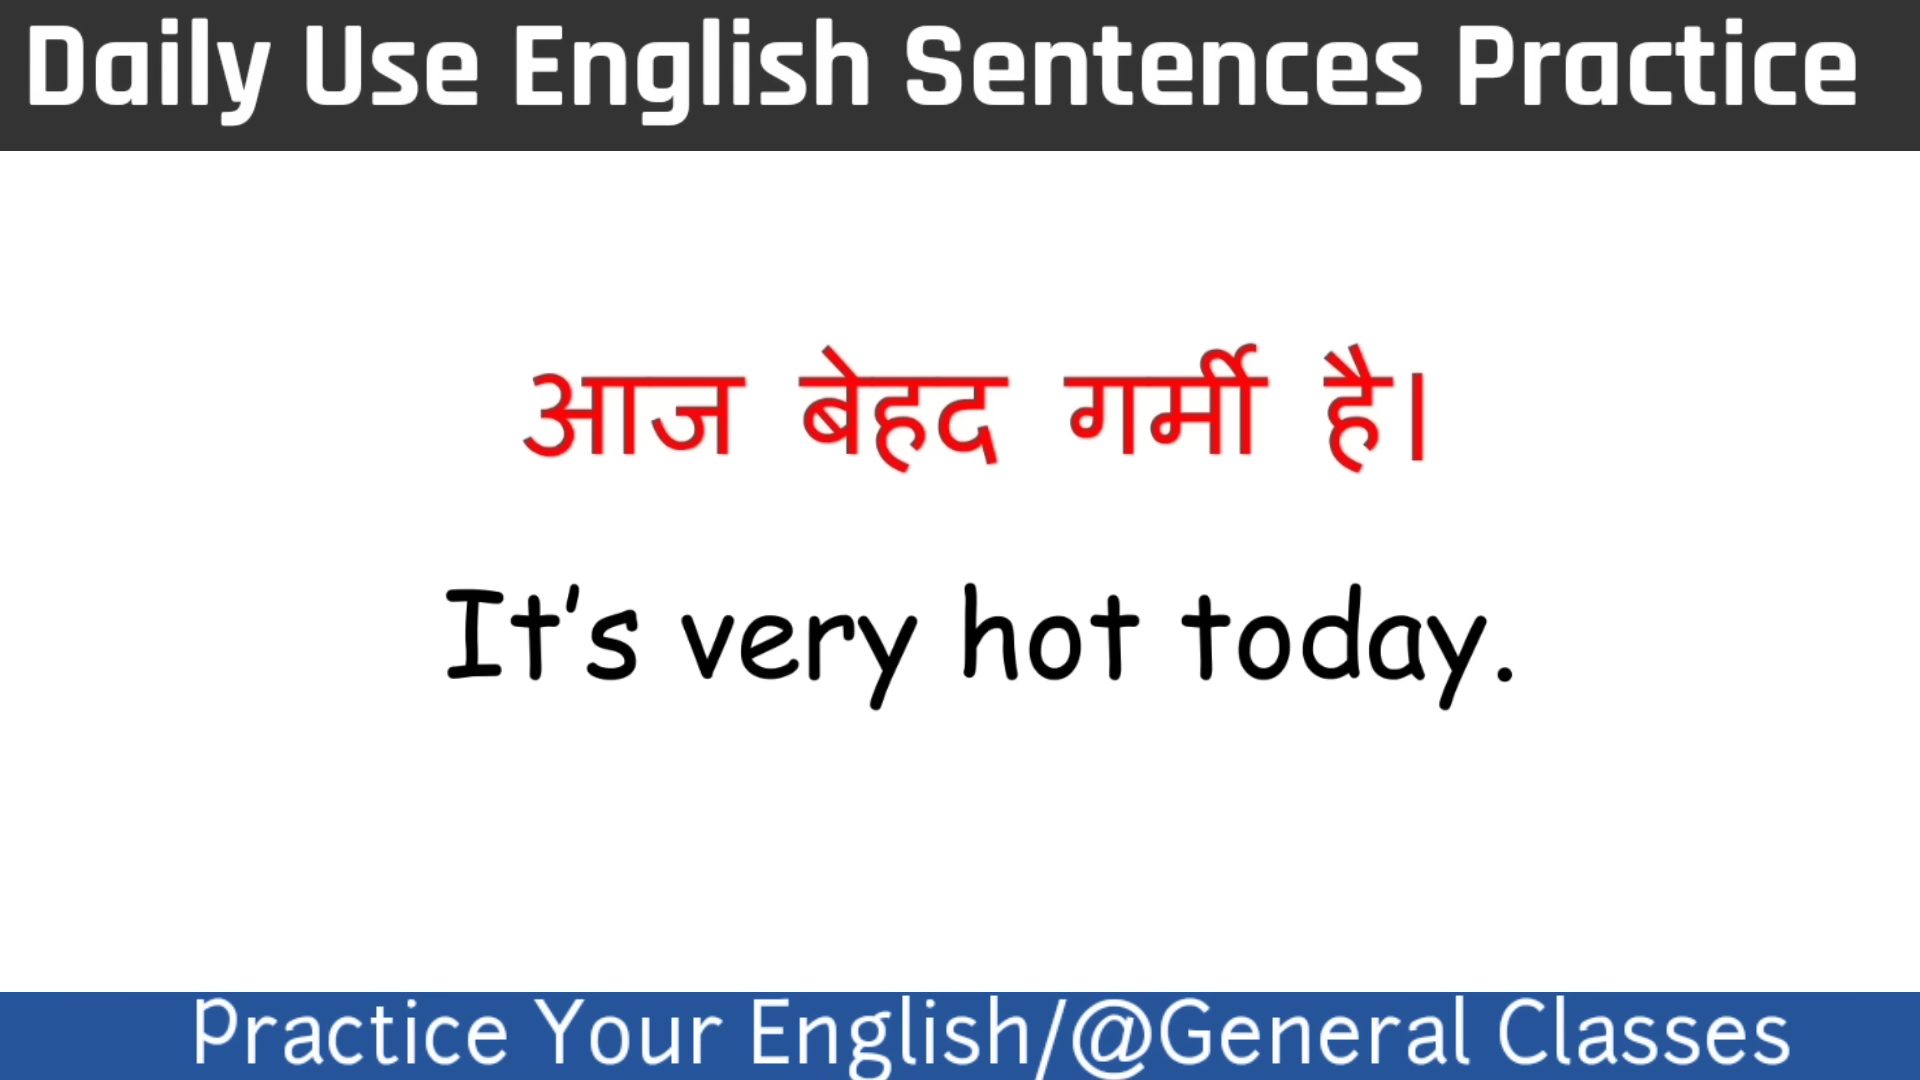 Daily Use English Sentences Practice
आज बेहद गर्मी है।
It's very hot today.
Practice Your English/@General Classes